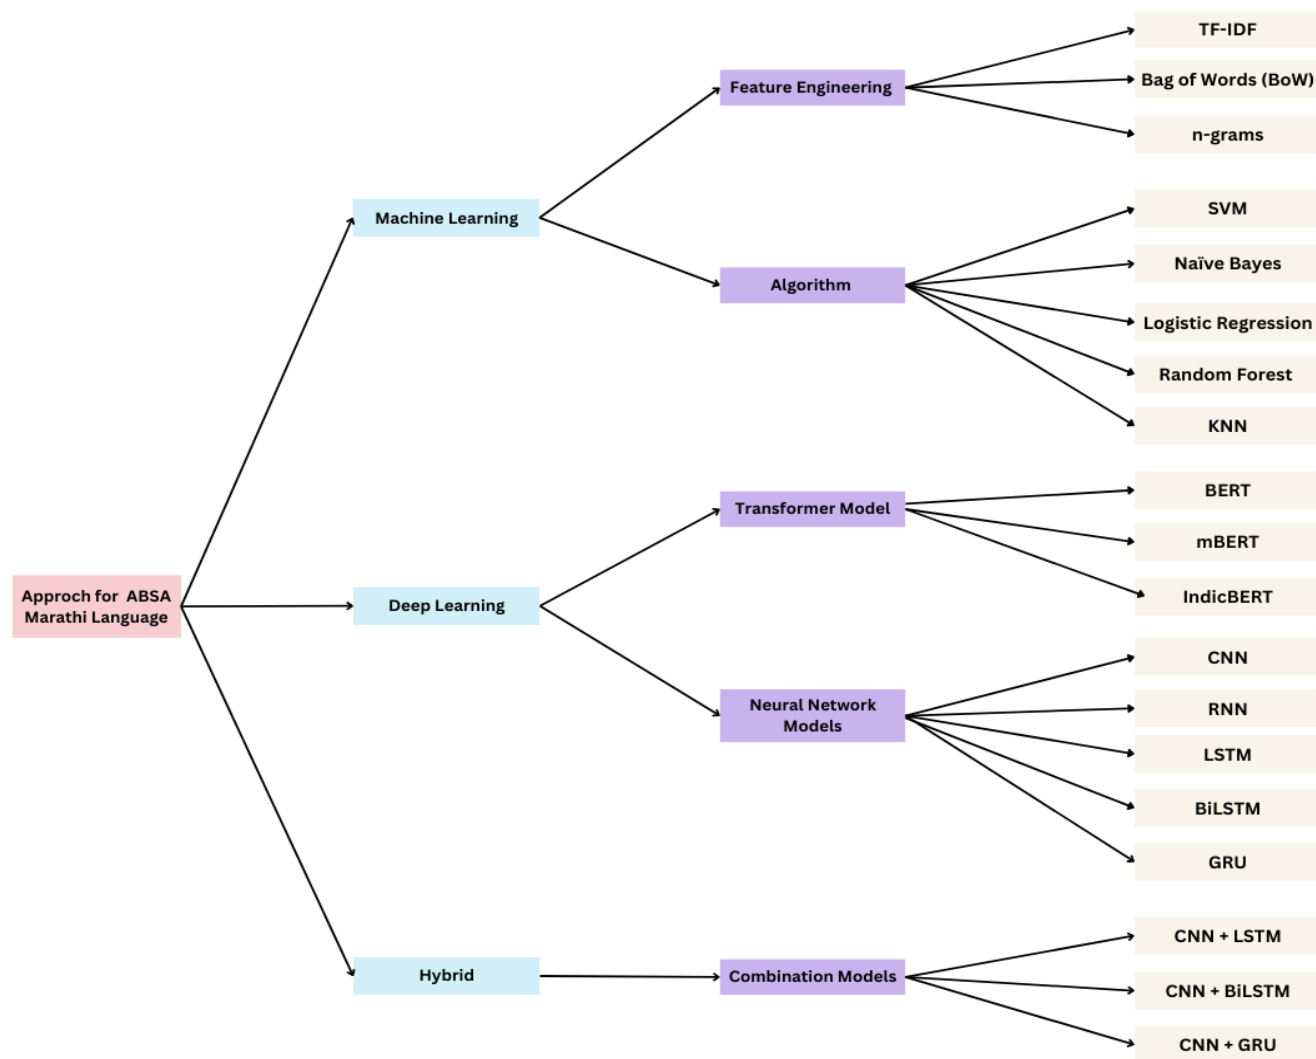 TF-IDF
Feature Engineering
Bag of Words (BoW)
n-grams
Machine Learning
SVM
Naïve Bayes
Algorithm
Logistic Regression
Random Forest
KNN
BERT
Transformer Model
mBERT
IndicBERT
Approch for ABSA
Marathi Language
Deep Learning
CNN
Neural Network
Models
RNN
LSTM
BiLSTM
GRU
CNN + LSTM
Hybrid
Combination Models
CNN + BiLSTM
CNN + GRU